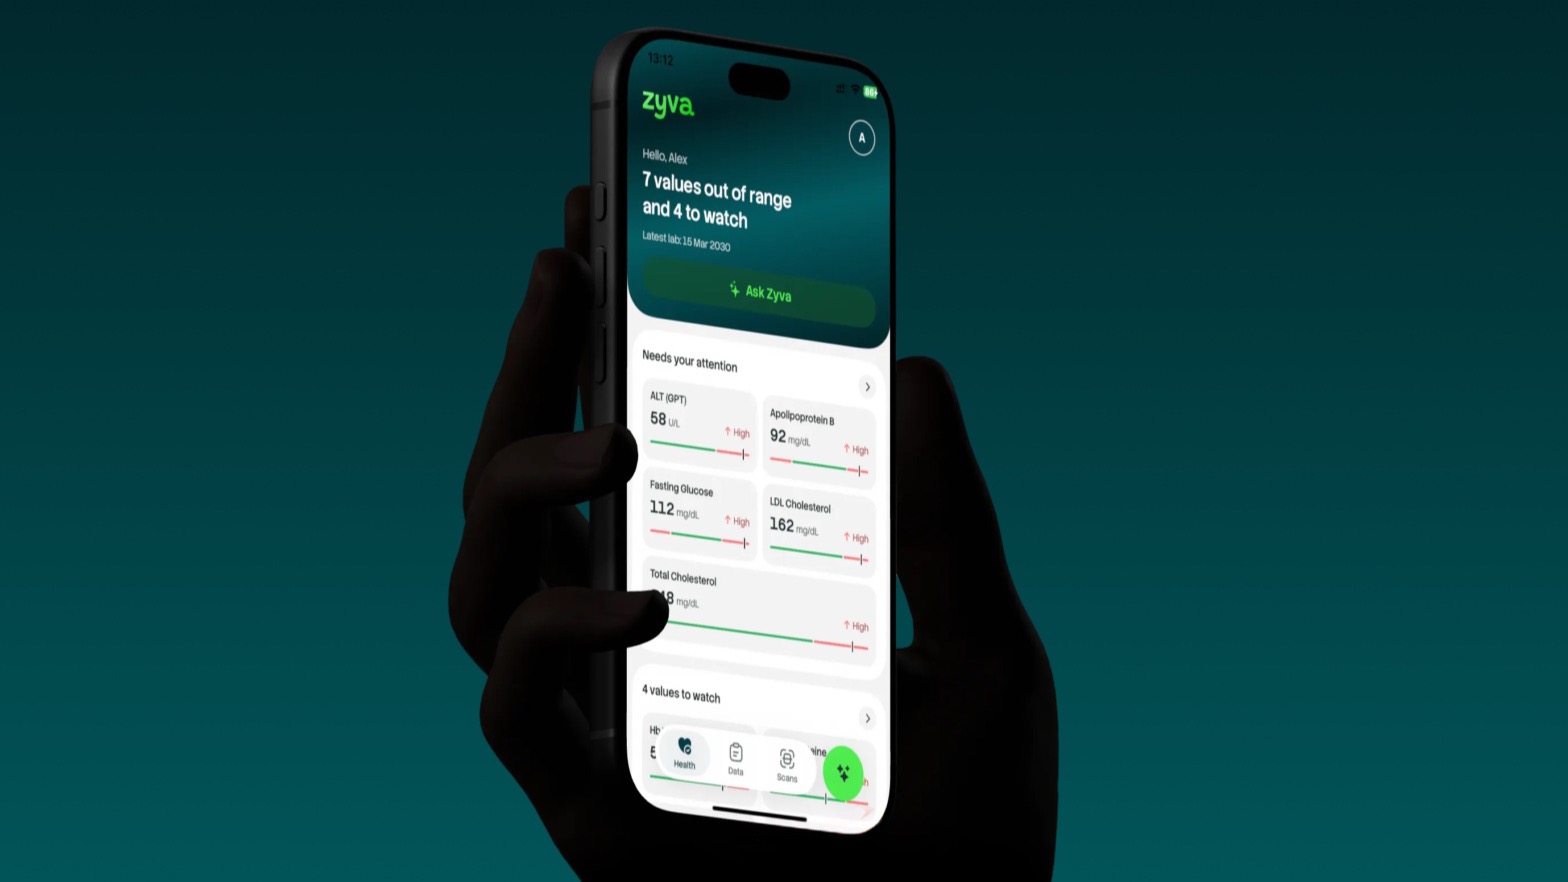 13:12
86
zyva
A
Hello, Alex
7 values out of range
and 4 to watch
Latest lab: 15 Mar 2030
Ask Zyva
Needs your attention
ALT (GPT)
58 U/L
↑ High
Apolipoprotein B
92 mg/dL
↑ High
Fasting Glucose
112 mg/dL
↑ High
LDL Cholesterol
162 mg/dL
↑ High
Total Cholesterol
mg/dL
↑ High
4 values to watch
Health
Data
Scans